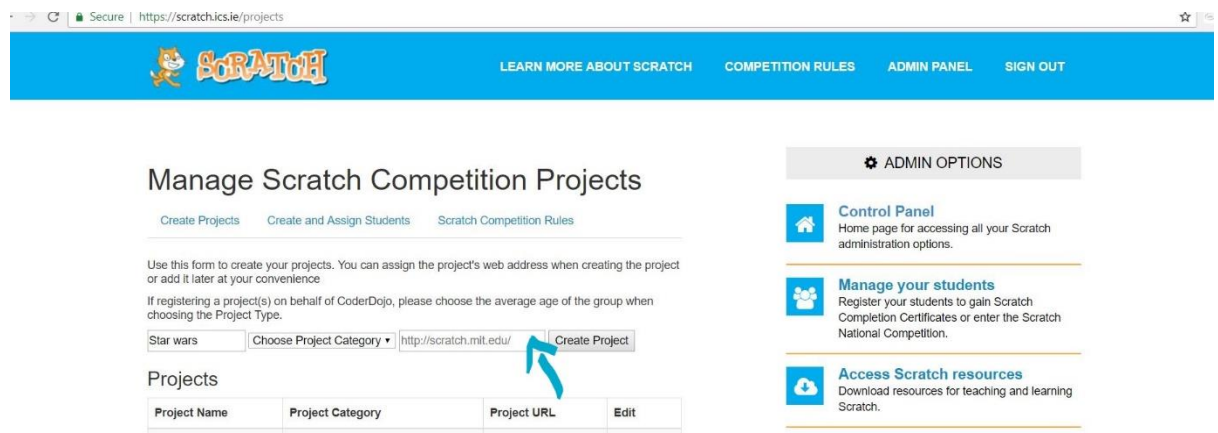 Secure | https://scratch.ics.ie/projects
SCRATCH
LEARN MORE ABOUT SCRATCH COMPETITION RULES ADMIN PANEL SIGN OUT
Manage Scratch Competition Projects
Create Projects Create and Assign Students Scratch Competition Rules
Use this form to create your projects. You can assign the project's web address when creating the project
or add it later at your convenience
If registering a project(s) on behalf of CoderDojo, please choose the average age of the group when
choosing the Project Type.
Star wars Choose Project Category http://scratch.mit.edu/ Create Project
Projects
Project Name Project Category Project URL Edit
ADMIN OPTIONS
Control Panel
Home page for accessing all your Scratch
administration options.
Manage your students
Register your students to gain Scratch
Completion Certificates or enter the Scratch
National Competition.
Access Scratch resources
Download resources for teaching and learning
Scratch.